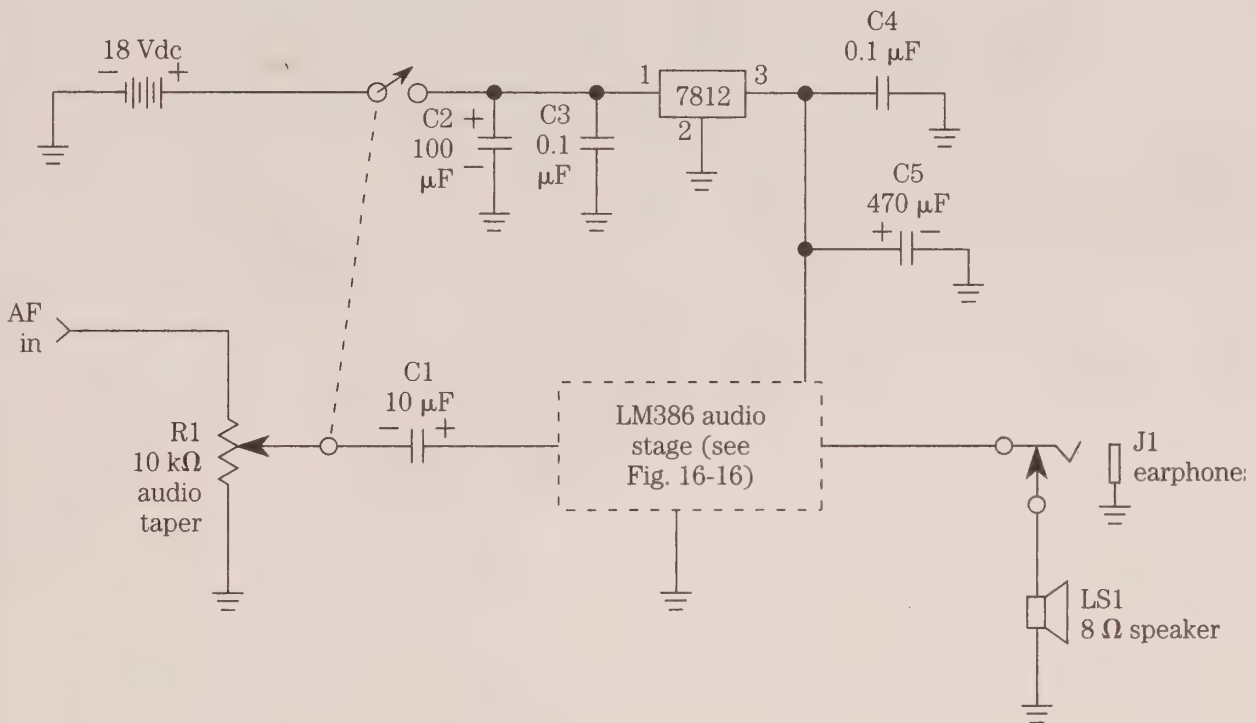 18 Vdc
− +
C2 +
100
μF −
C3
0.1
μF
1
7812
3
2
C4
0.1 μF
C5
470 μF
+ −
AF
in
R1
10 kΩ
audio
taper
C1
10 μF
− +
LM386 audio
stage (see
Fig. 16-16)
J1
earphone
LS1
8 Ω speaker